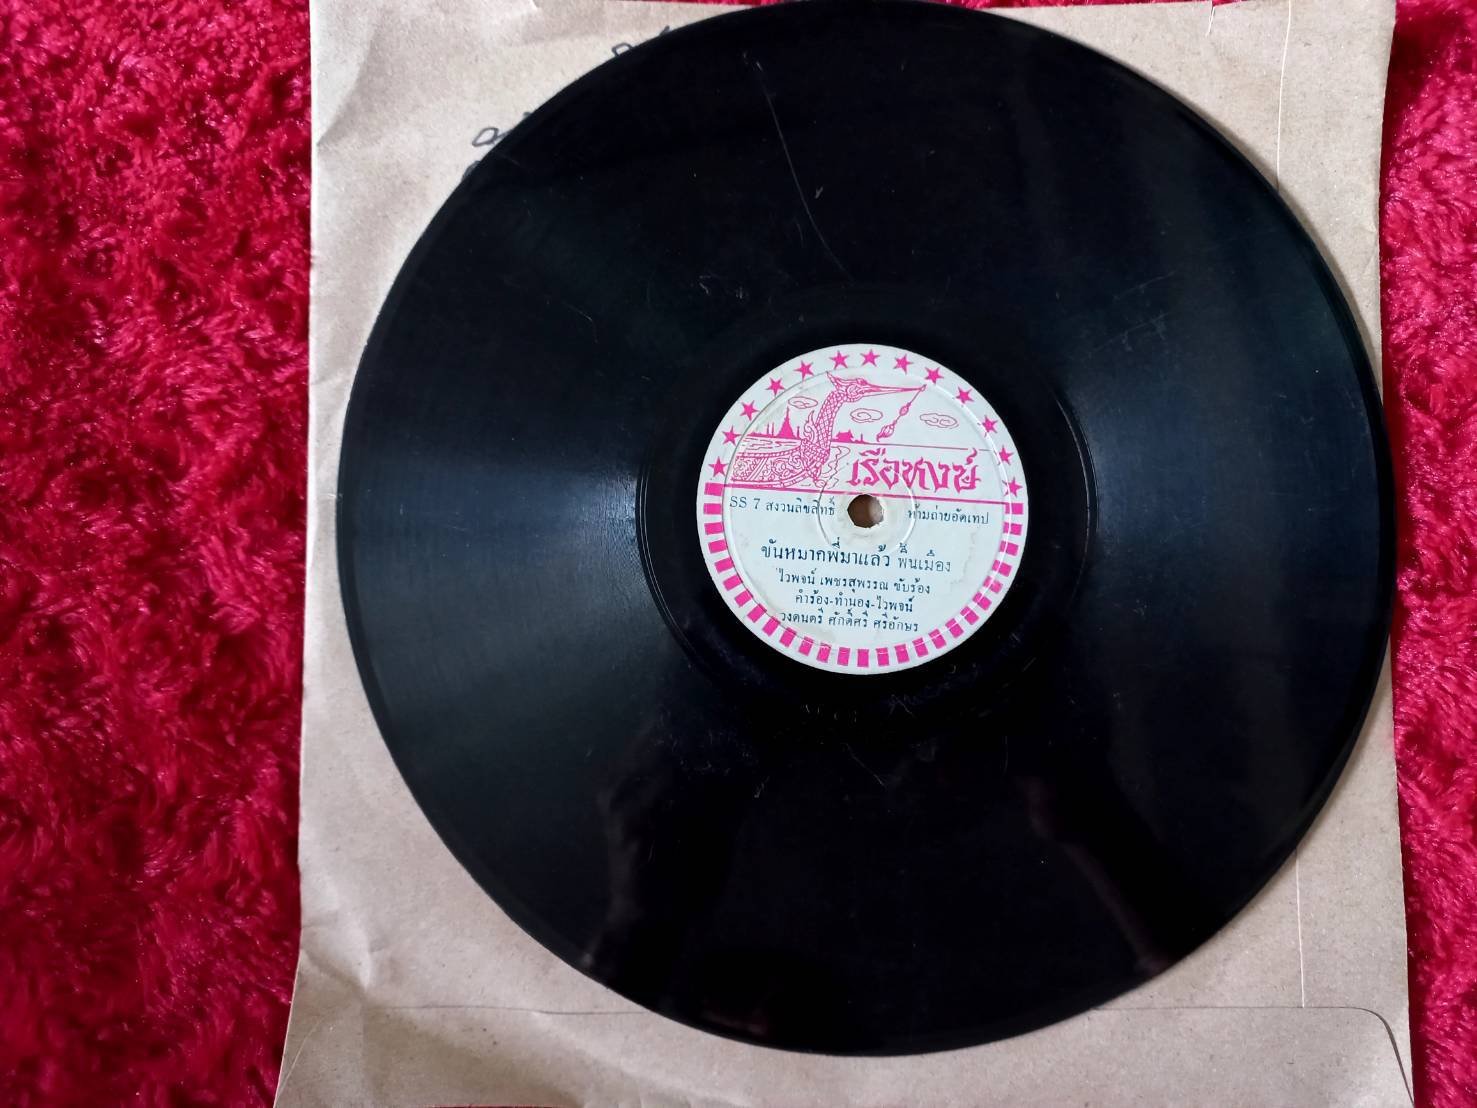 เรือหงษ์
SS 7 สงวนลิขสิทธิ์ ห้ามถ่ายอัดเทป
ขันหมากพี่มาแล้ว พื้นเมือง
ไวพจน์ เพชรสุพรรณ ขับร้อง
คำร้อง-ทำนอง-ไวพจน์
วงดนตรี ศักดิ์ศรี ศรีอักษร